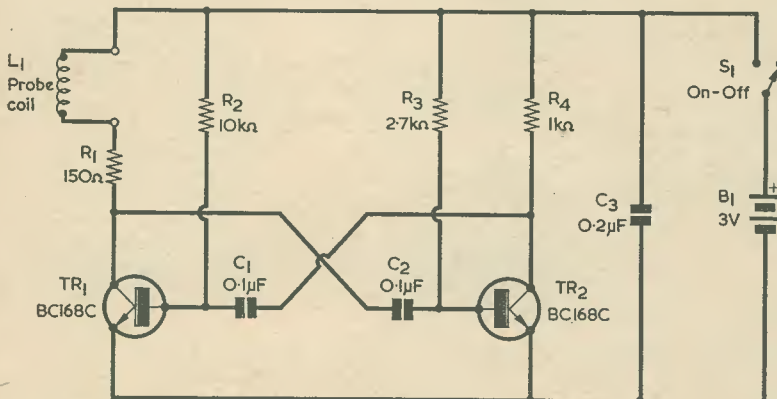 L1
Probe
coil
R1
150Ω
R2
10kΩ
R3
2·7kΩ
R4
1kΩ
S1
On-Off
C3
0·2µF
B1
3V
+
C1
0·1µF
C2
0·1µF
TR1
BC168C
TR2
BC168C